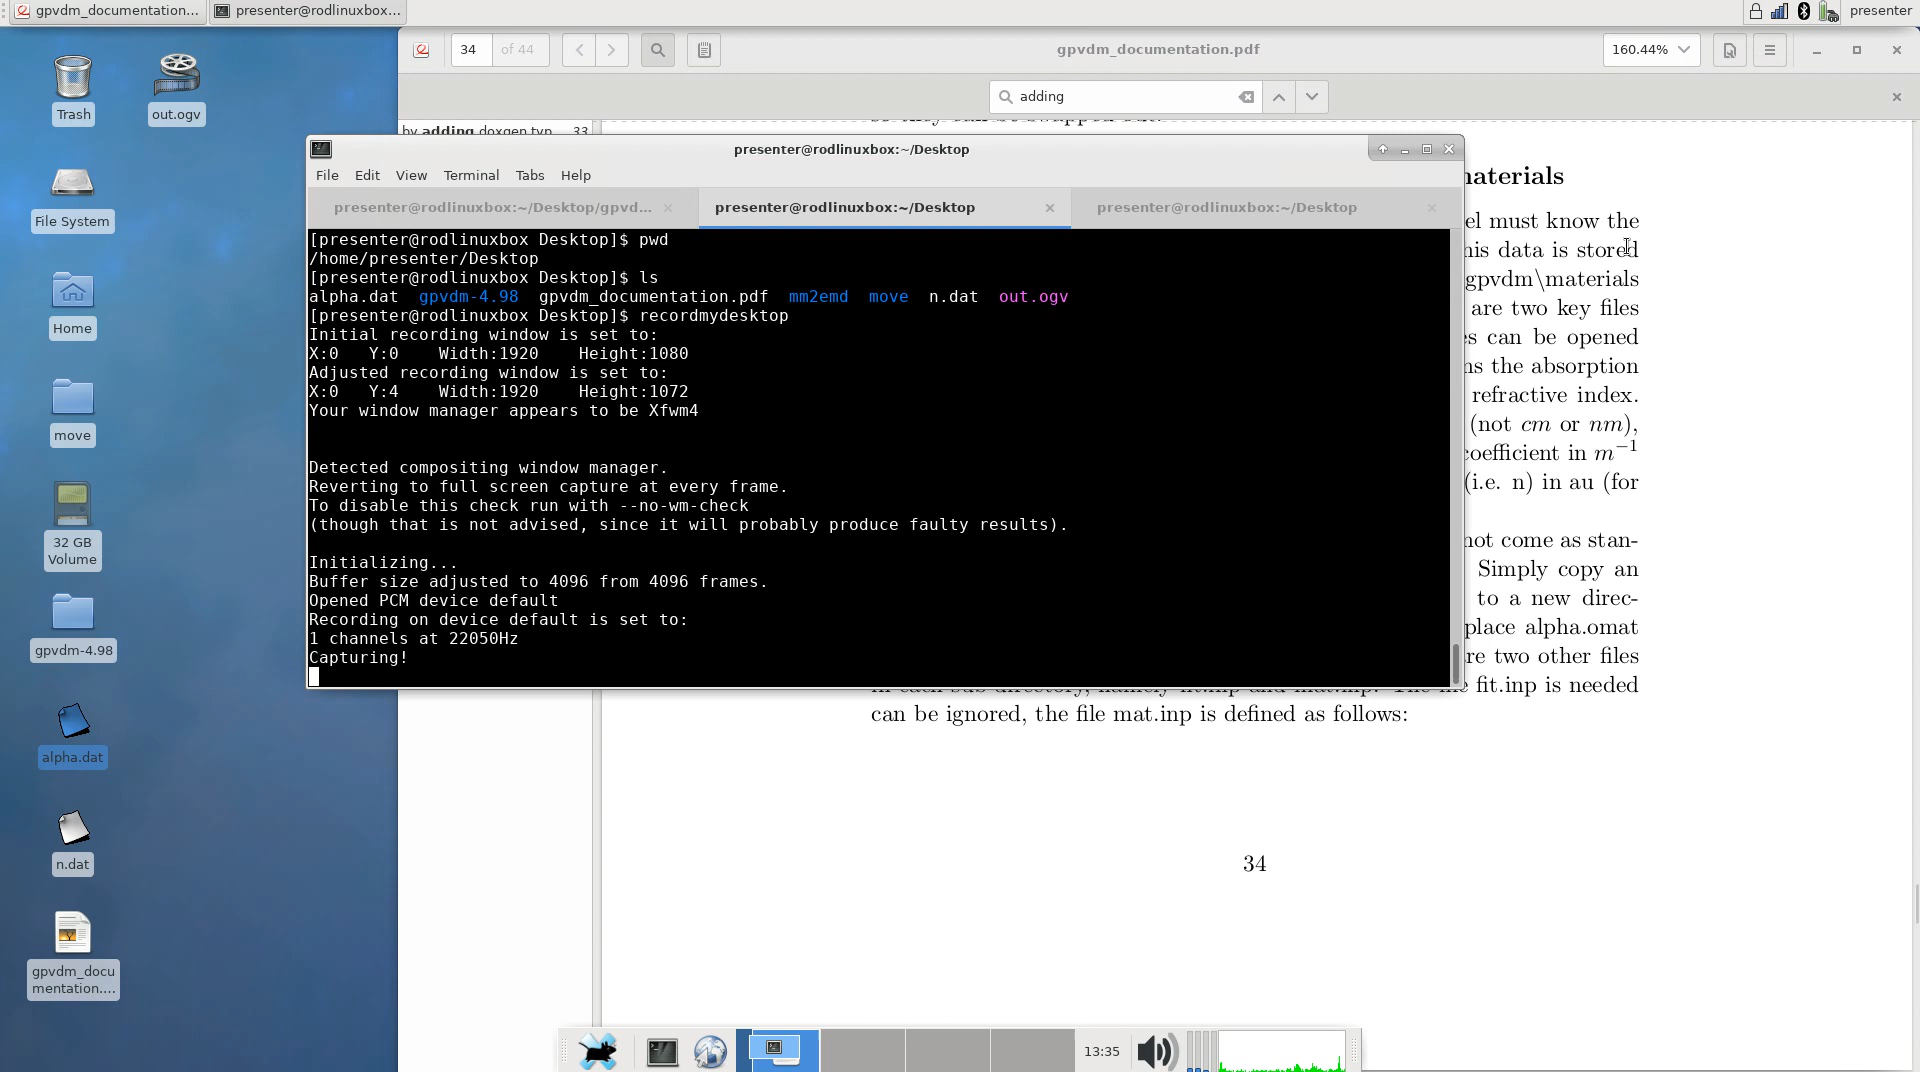 gpvdm_documentation...
presenter@rodlinuxbox...
presenter
34
of 44
gpvdm_documentation.pdf
160.44%
adding
by adding doxgen typ
33
Trash
out.ogv
File System
Home
move
32 GB
Volume
gpvdm-4.98
alpha.dat
n.dat
gpvdm_docu
mentation....
presenter@rodlinuxbox:~/Desktop
File Edit View Terminal Tabs Help
presenter@rodlinuxbox:~/Desktop/gpvd...
presenter@rodlinuxbox:~/Desktop
presenter@rodlinuxbox:~/Desktop
[presenter@rodlinuxbox Desktop]$ pwd
/home/presenter/Desktop
[presenter@rodlinuxbox Desktop]$ ls
alpha.dat gpvdm-4.98 gpvdm_documentation.pdf mm2emd move n.dat out.ogv
[presenter@rodlinuxbox Desktop]$ recordmydesktop
Initial recording window is set to:
X:0 Y:0 Width:1920 Height:1080
Adjusted recording window is set to:
X:0 Y:4 Width:1920 Height:1072
Your window manager appears to be Xfwm4
Detected compositing window manager.
Reverting to full screen capture at every frame.
To disable this check run with --no-wm-check
(though that is not advised, since it will probably produce faulty results).
Initializing...
Buffer size adjusted to 4096 from 4096 frames.
Opened PCM device default
Recording on device default is set to:
1 channels at 22050Hz
Capturing!
naterials
el must know the
his data is stored
gpvdm\materials
are two key files
es can be opened
ns the absorption
refractive index.
(not cm or nm),
coefficient in m⁻¹
(i.e. n) in au (for
not come as stan-
Simply copy an
to a new direc-
place alpha.omat
re two other files
fit.inp is needed
can be ignored, the file mat.inp is defined as follows:
34
13:35